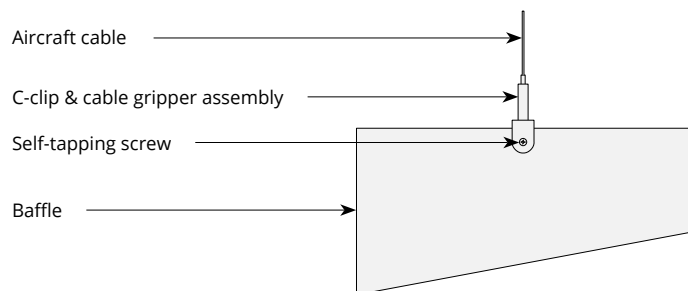 Aircraft cable
C-clip & cable gripper assembly
Self-tapping screw
Baffle